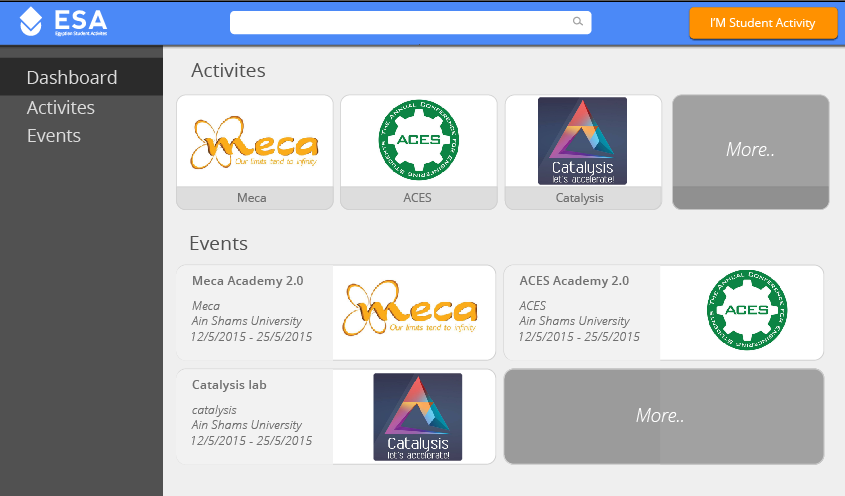 ESA
Egyptian Student Activites
I'M Student Activity
Dashboard
Activites
Events
Activites
Meca
Our limits tend to infinity
Meca
THE ANNUAL CONFERENCE FOR ENGINEERING STUDENTS
ACES
ACES
Catalysis
let's accelerate!
Catalysis
More..
Events
Meca Academy 2.0
Meca
Ain Shams University
12/5/2015 - 25/5/2015
Meca
Our limits tend to infinity
ACES Academy 2.0
ACES
Ain Shams University
12/5/2015 - 25/5/2015
THE ANNUAL CONFERENCE FOR ENGINEERING STUDENTS
ACES
Catalysis lab
catalysis
Ain Shams University
12/5/2015 - 25/5/2015
Catalysis
let's accelerate!
More..